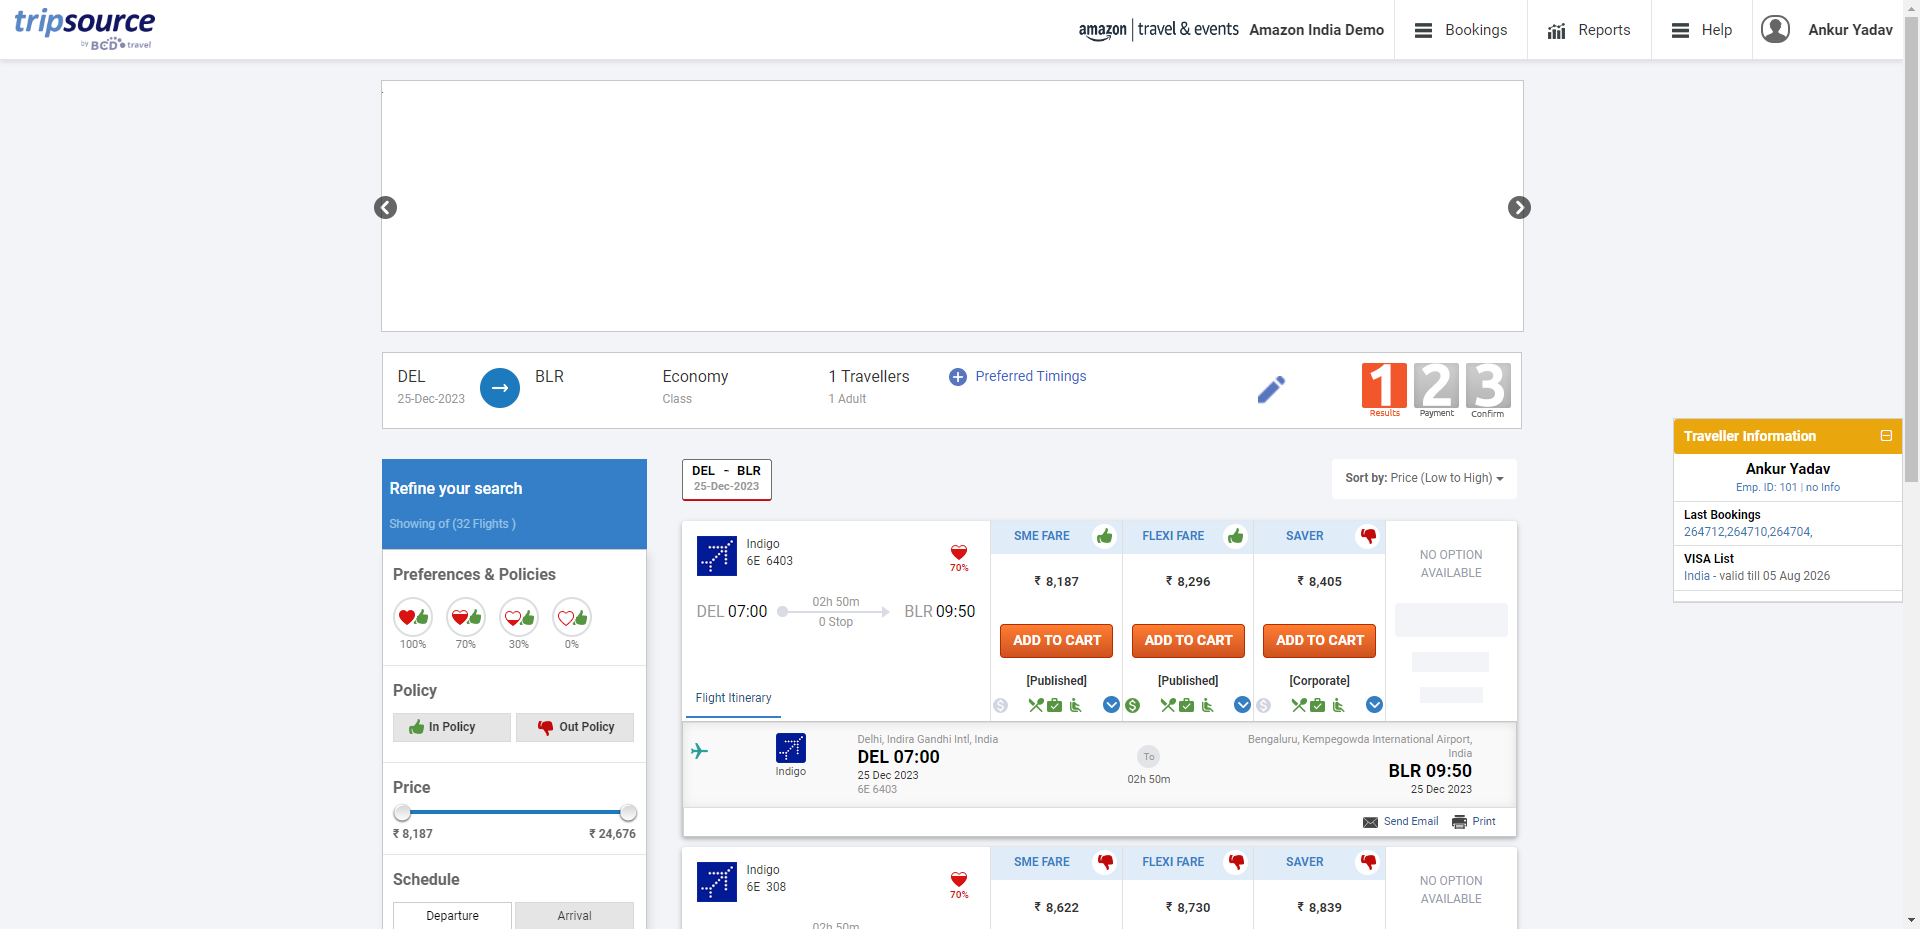 tripsource
by BCD travel
amazon travel & events Amazon India Demo
Bookings
Reports
Help
Ankur Yadav
DEL
25-Dec-2023
BLR
Economy
Class
1 Travellers
1 Adult
Preferred Timings
1 Results
2 Payment
3 Confirm
Traveller Information
Ankur Yadav
Emp. ID: 101 | no Info
Last Bookings
264712,264710,264704,
VISA List
India - valid till 05 Aug 2026
Refine your search
Showing of (32 Flights )
Preferences & Policies
100% 70% 30% 0%
Policy
In Policy Out Policy
Price
₹ 8,187 ₹ 24,676
Schedule
Departure Arrival
DEL - BLR
25-Dec-2023
Sort by: Price (Low to High)
Indigo
6E 6403
70%
DEL 07:00
02h 50m
0 Stop
BLR 09:50
Flight Itinerary
SME FARE FLEXI FARE SAVER
₹ 8,187 ₹ 8,296 ₹ 8,405
ADD TO CART ADD TO CART ADD TO CART
[Published] [Published] [Corporate]
NO OPTION
AVAILABLE
Indigo
Delhi, Indira Gandhi Intl, India
DEL 07:00
25 Dec 2023
6E 6403
To
02h 50m
Bengaluru, Kempegowda International Airport,
India
BLR 09:50
25 Dec 2023
Send Email Print
Indigo
6E 308
70%
02h 50m
SME FARE FLEXI FARE SAVER
₹ 8,622 ₹ 8,730 ₹ 8,839
NO OPTION
AVAILABLE